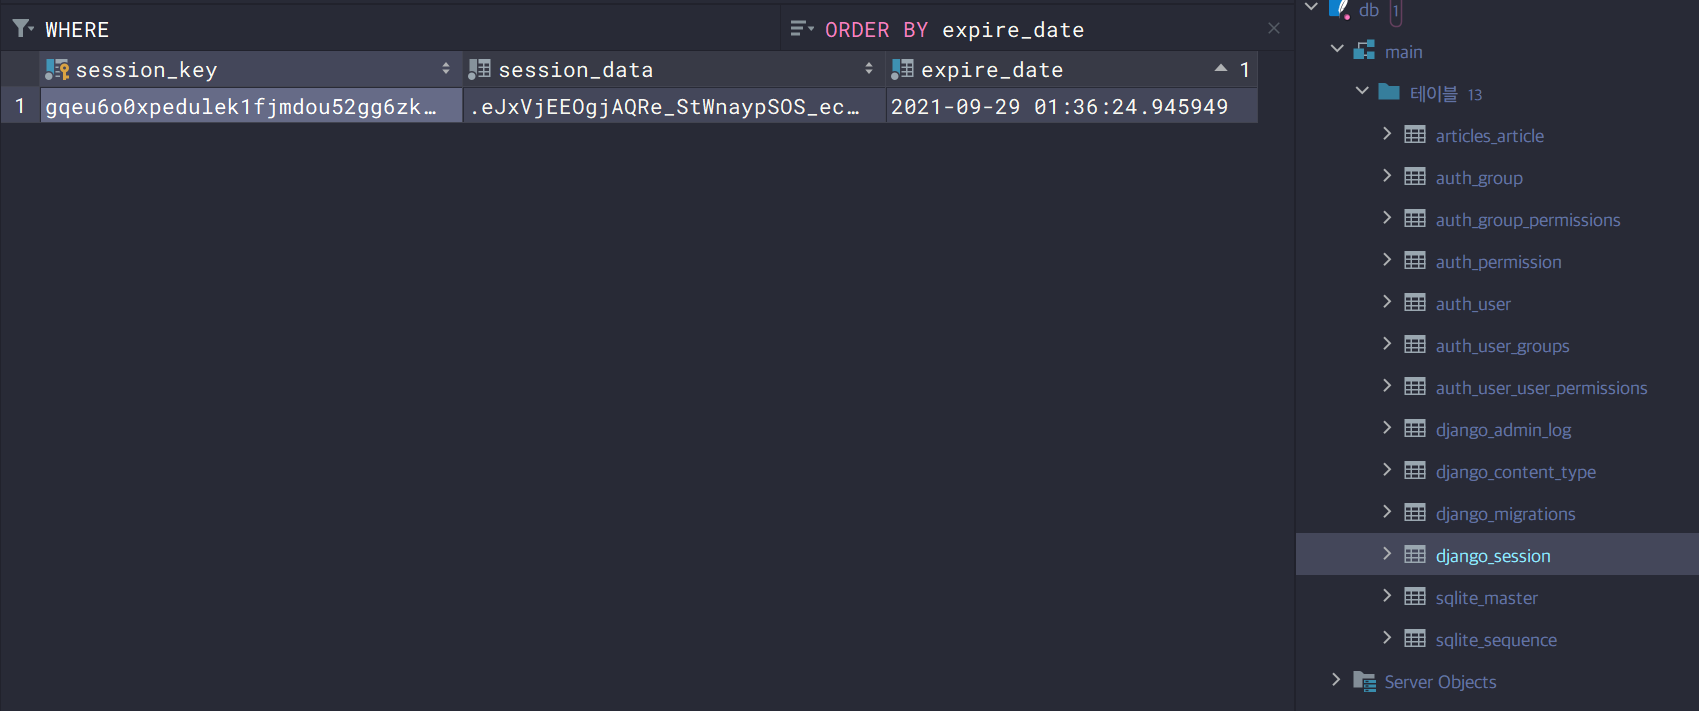 WHERE
ORDER BY expire_date
session_key session_data expire_date 1
1 gqeu6o0xpedulek1fjmdou52gg6zk… .eJxVjEEOgjAQRe_StWnaypSOS_ec… 2021-09-29 01:36:24.945949
db 1
main
테이블 13
articles_article
auth_group
auth_group_permissions
auth_permission
auth_user
auth_user_groups
auth_user_user_permissions
django_admin_log
django_content_type
django_migrations
django_session
sqlite_master
sqlite_sequence
Server Objects